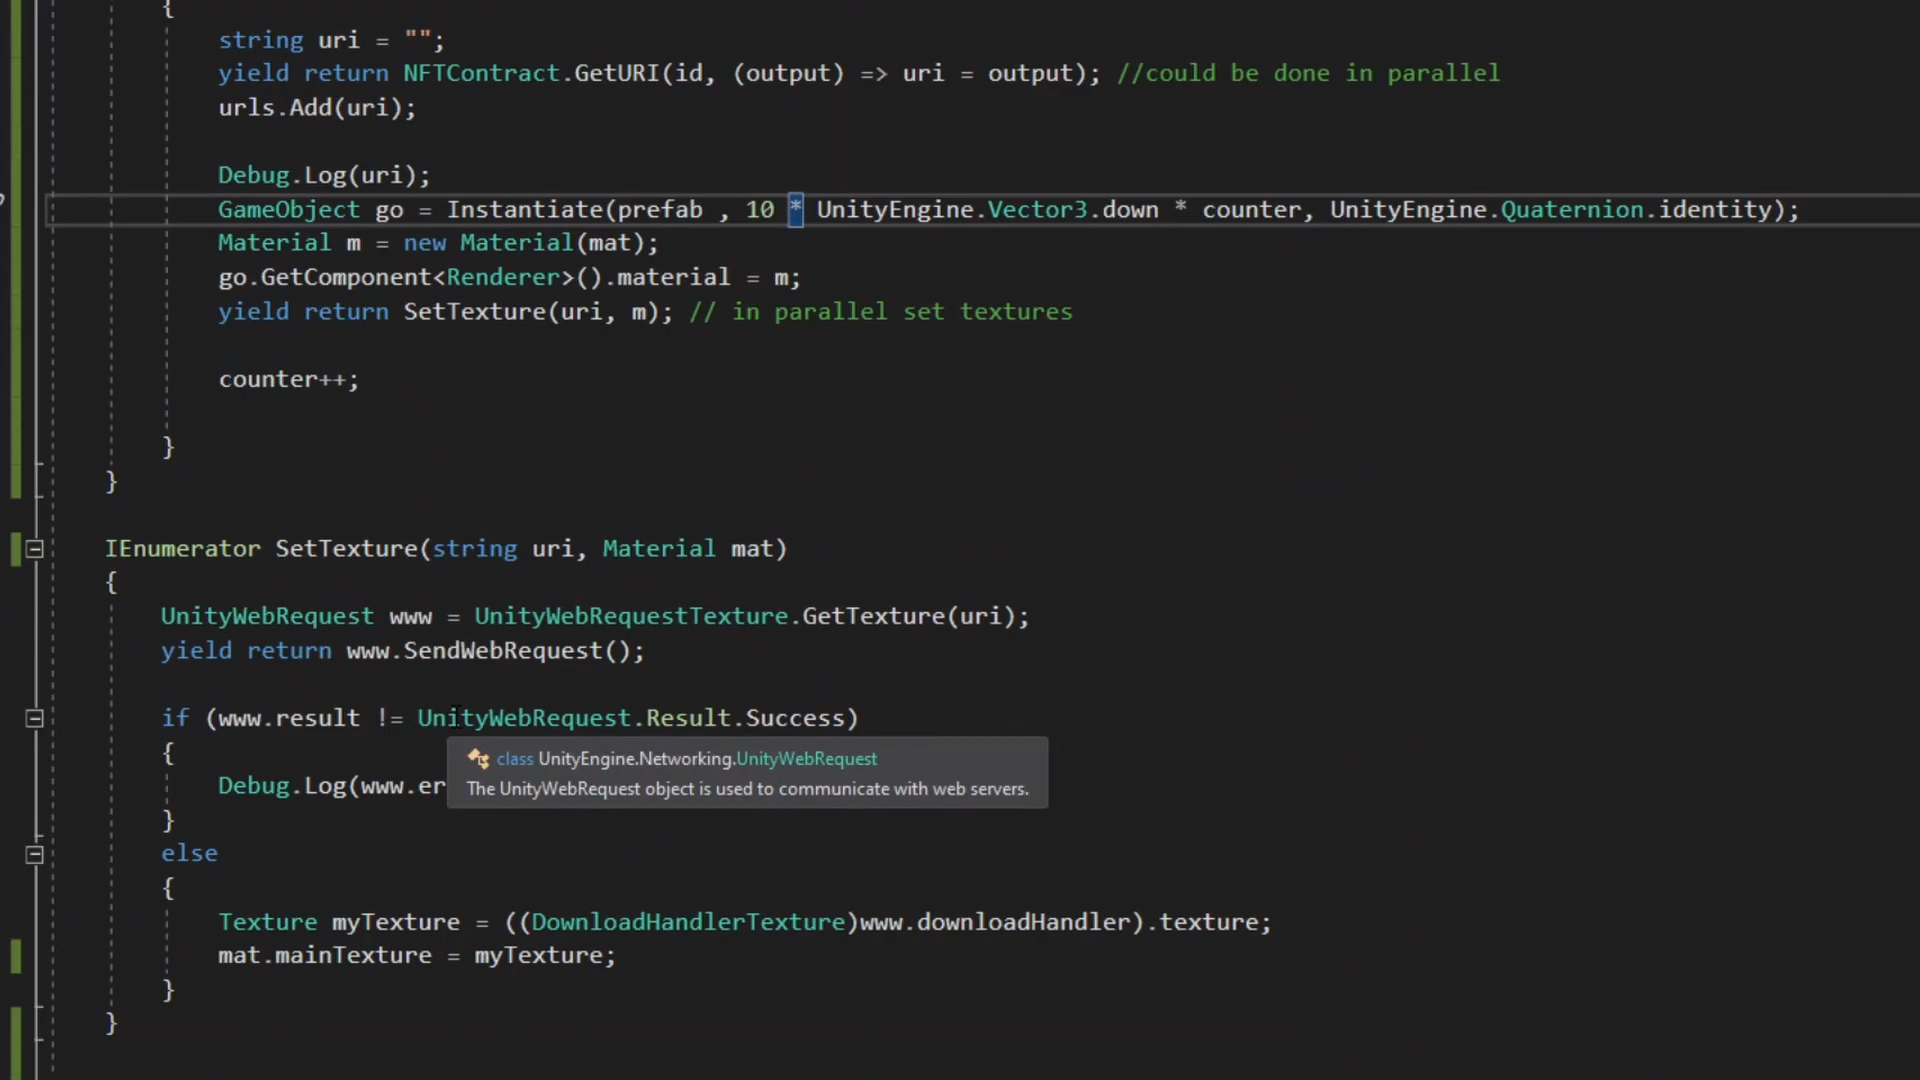 {
string uri = "";
yield return NFTContract.GetURI(id, (output) => uri = output); //could be done in parallel
urls.Add(uri);
Debug.Log(uri);
GameObject go = Instantiate(prefab , 10 * UnityEngine.Vector3.down * counter, UnityEngine.Quaternion.identity);
Material m = new Material(mat);
go.GetComponent<Renderer>().material = m;
yield return SetTexture(uri, m); // in parallel set textures
counter++;
}
}
IEnumerator SetTexture(string uri, Material mat)
{
UnityWebRequest www = UnityWebRequestTexture.GetTexture(uri);
yield return www.SendWebRequest();
if (www.result != UnityWebRequest.Result.Success)
{
class UnityEngine.Networking.UnityWebRequest
Debug.Log(www.er
The UnityWebRequest object is used to communicate with web servers.
}
else
{
Texture myTexture = ((DownloadHandlerTexture)www.downloadHandler).texture;
mat.mainTexture = myTexture;
}
}